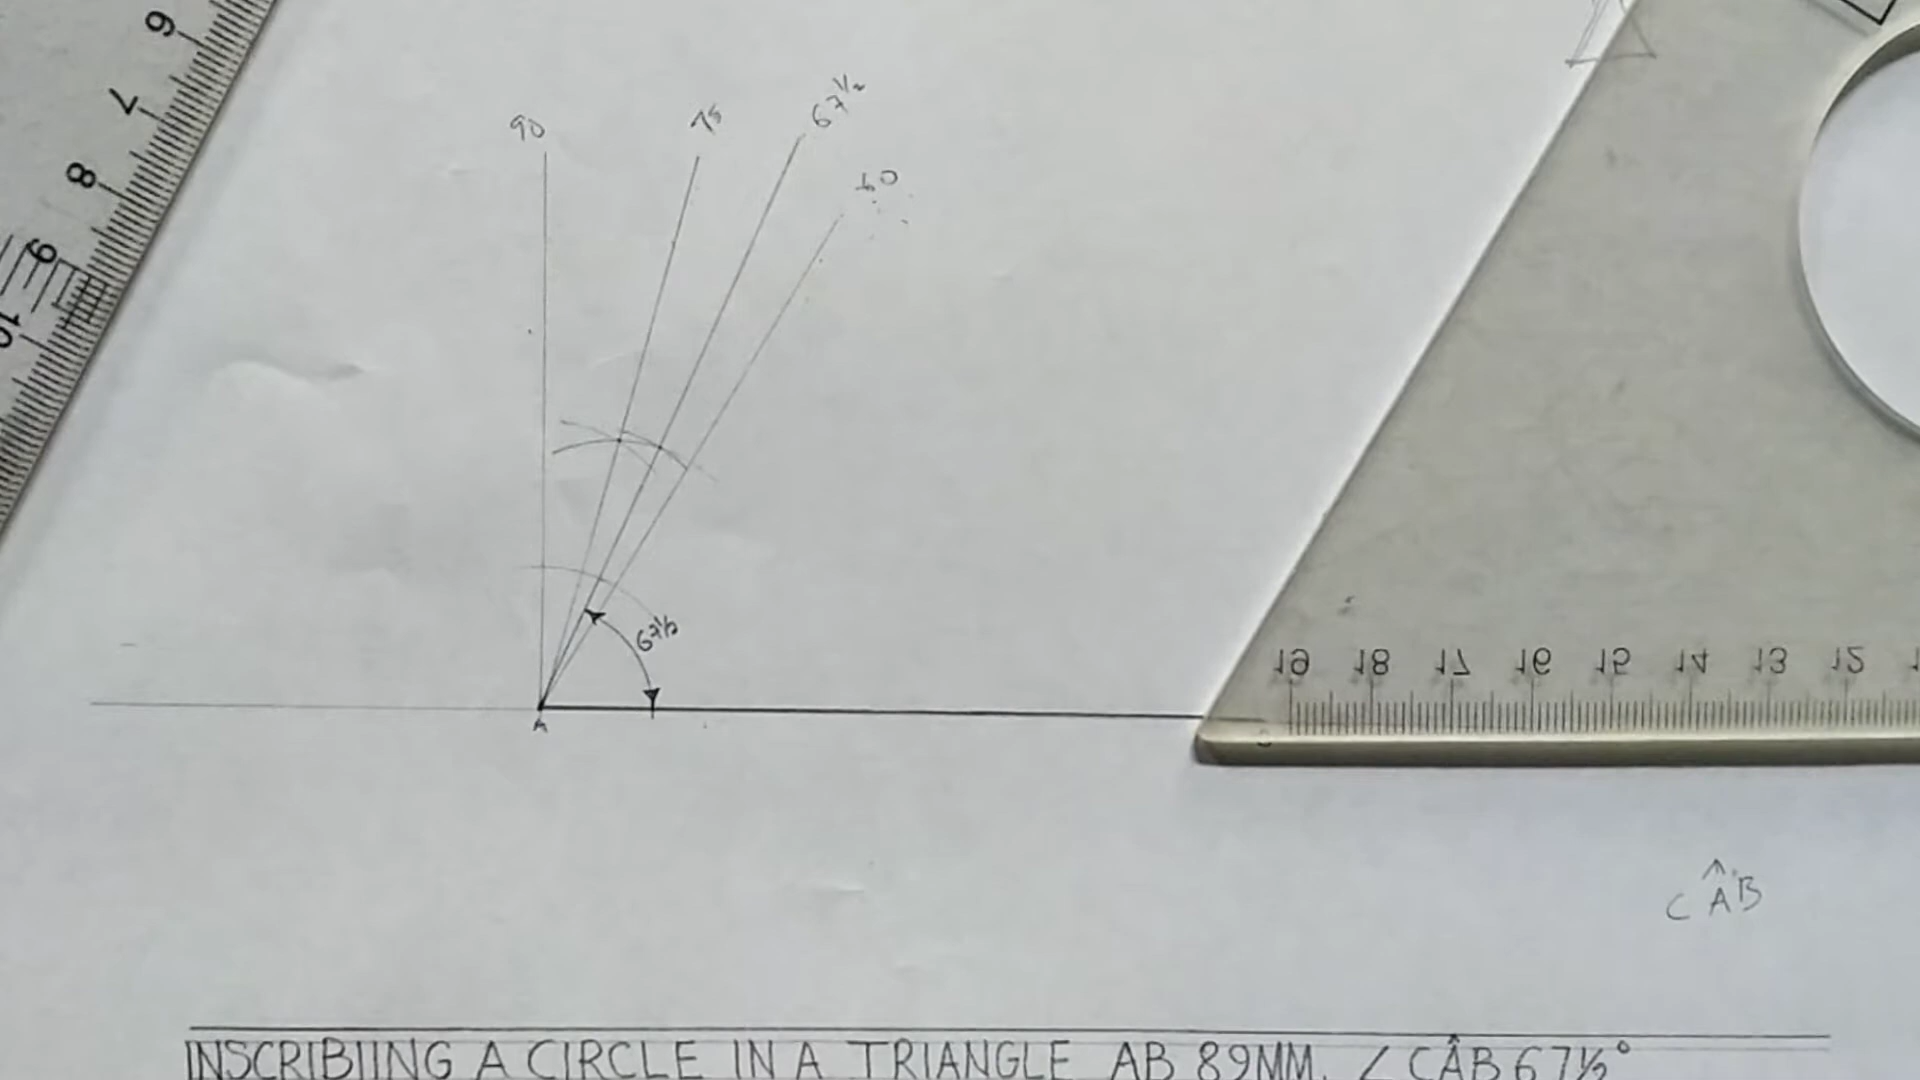 6
7
8
9
10
90
75
67½
60
67½
A
19 18 17 16 15 14 13 12
CÂB
INSCRIBIING A CIRCLE IN A TRIANGLE AB 89MM. ∠CÂB 67½°